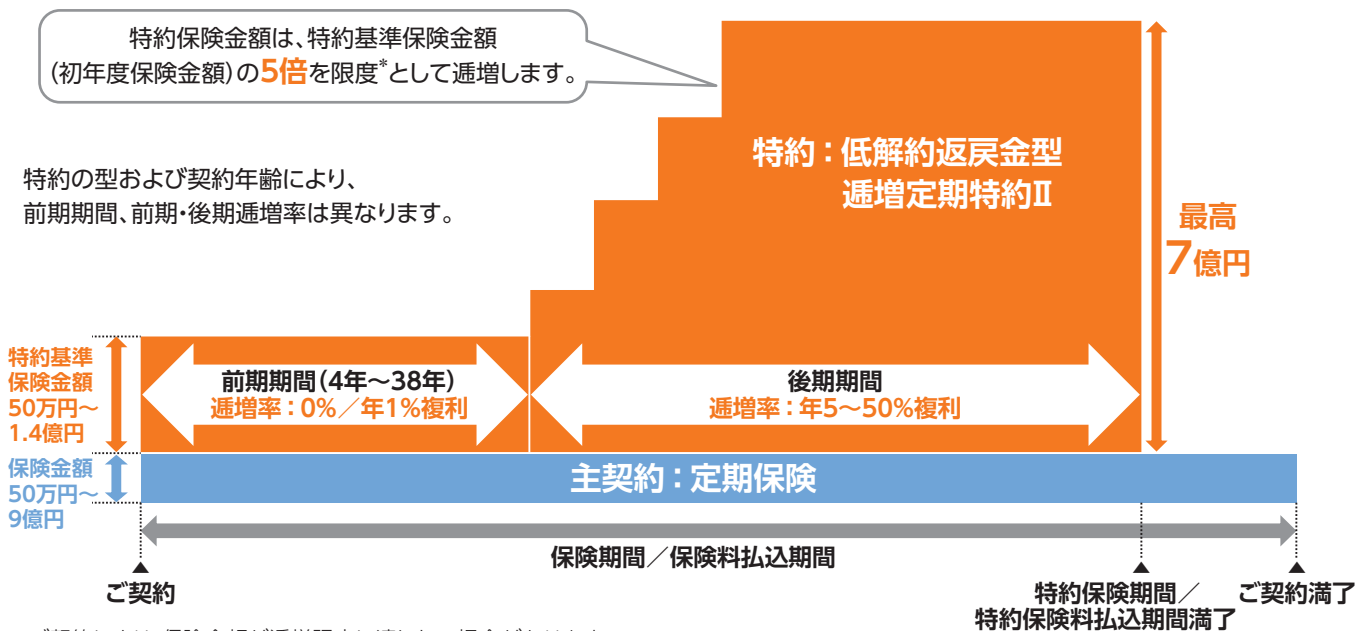 特約保険金額は、特約基準保険金額
(初年度保険金額)の5倍を限度*として逓増します。
特約の型および契約年齢により、
前期期間、前期・後期逓増率は異なります。
特約：低解約返戻金型
逓増定期特約Ⅱ
最高
7億円
特約基準
保険金額
50万円～
1.4億円
前期期間(4年～38年)
逓増率：0%／年1%複利
後期期間
逓増率：年5～50%複利
保険金額
50万円～
9億円
主契約：定期保険
保険期間／保険料払込期間
ご契約
特約保険期間／
特約保険料払込期間満了
ご契約満了